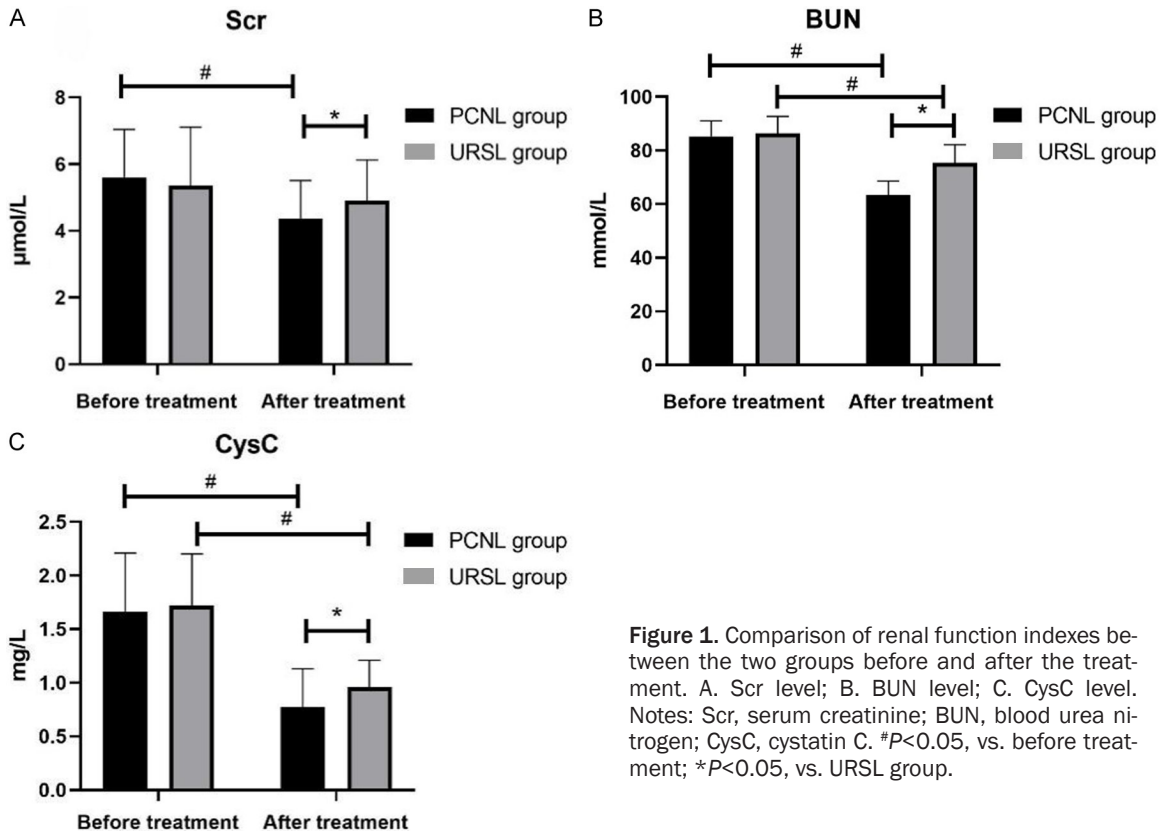 A
Scr
#
*
8
6
4
2
0
µmol/L
Before treatment
After treatment
PCNL group
URSL group
B
BUN
#
#
*
100
80
60
40
20
0
mmol/L
Before treatment
After treatment
PCNL group
URSL group
C
CysC
#
#
*
2.5
2.0
1.5
1.0
0.5
0.0
mg/L
Before treatment
After treatment
PCNL group
URSL group
Figure 1. Comparison of renal function indexes be-
tween the two groups before and after the treat-
ment. A. Scr level; B. BUN level; C. CysC level.
Notes: Scr, serum creatinine; BUN, blood urea ni-
trogen; CysC, cystatin C. #P<0.05, vs. before treat-
ment; *P<0.05, vs. URSL group.